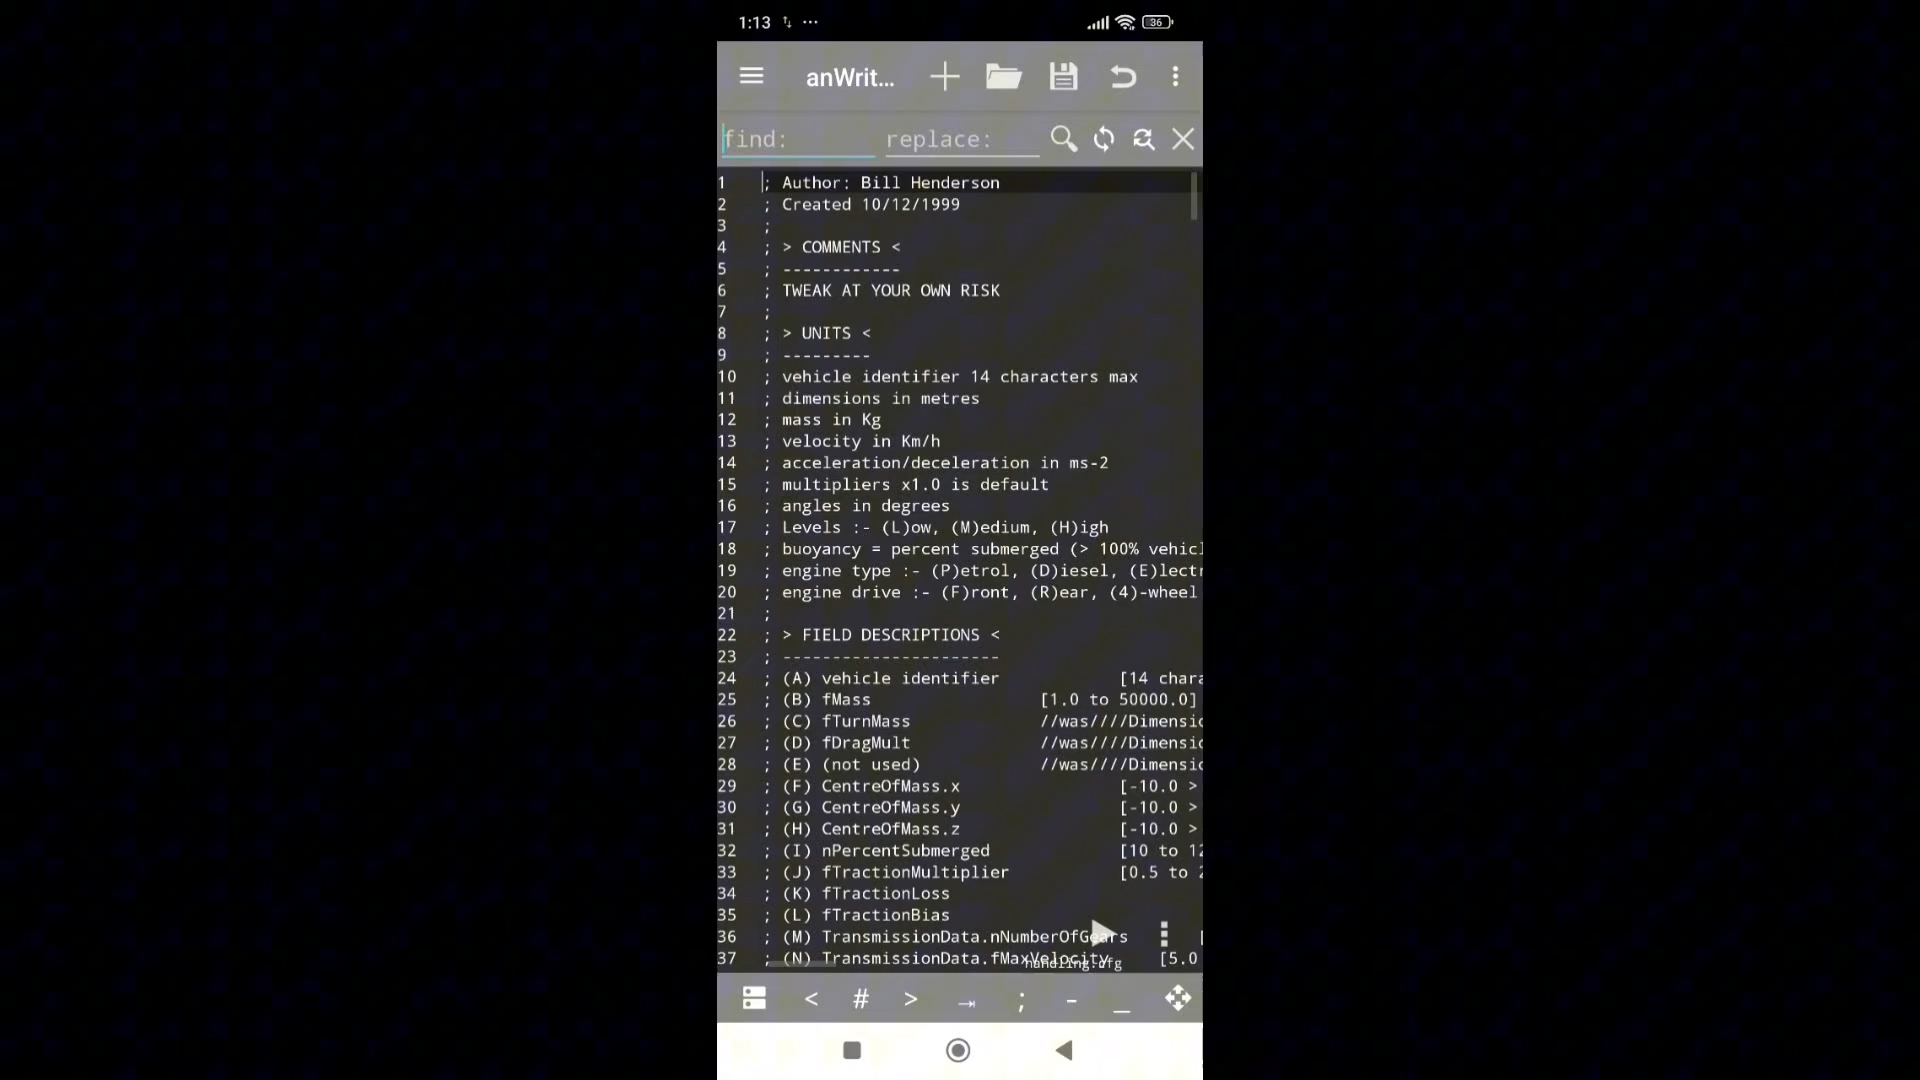 1:13
36
anWrit...
find: replace:
1 ; Author: Bill Henderson
2 ; Created 10/12/1999
3 ;
4 ; > COMMENTS <
5 ; ------------
6 ; TWEAK AT YOUR OWN RISK
7 ;
8 ; > UNITS <
9 ; ---------
10 ; vehicle identifier 14 characters max
11 ; dimensions in metres
12 ; mass in Kg
13 ; velocity in Km/h
14 ; acceleration/deceleration in ms-2
15 ; multipliers x1.0 is default
16 ; angles in degrees
17 ; Levels :- (L)ow, (M)edium, (H)igh
18 ; buoyancy = percent submerged (> 100% vehicl
19 ; engine type :- (P)etrol, (D)iesel, (E)lectr
20 ; engine drive :- (F)ront, (R)ear, (4)-wheel
21 ;
22 ; > FIELD DESCRIPTIONS <
23 ; ----------------------
24 ; (A) vehicle identifier [14 chara
25 ; (B) fMass [1.0 to 50000.0]
26 ; (C) fTurnMass //was////Dimensio
27 ; (D) fDragMult //was////Dimensio
28 ; (E) (not used) //was////Dimensio
29 ; (F) CentreOfMass.x [-10.0 >
30 ; (G) CentreOfMass.y [-10.0 >
31 ; (H) CentreOfMass.z [-10.0 >
32 ; (I) nPercentSubmerged [10 to 12
33 ; (J) fTractionMultiplier [0.5 to 2
34 ; (K) fTractionLoss
35 ; (L) fTractionBias
36 ; (M) TransmissionData.nNumberOfGears [
37 ; (N) TransmissionData.fMaxVelocity [5.0
handling.cfg
< # > ; - _